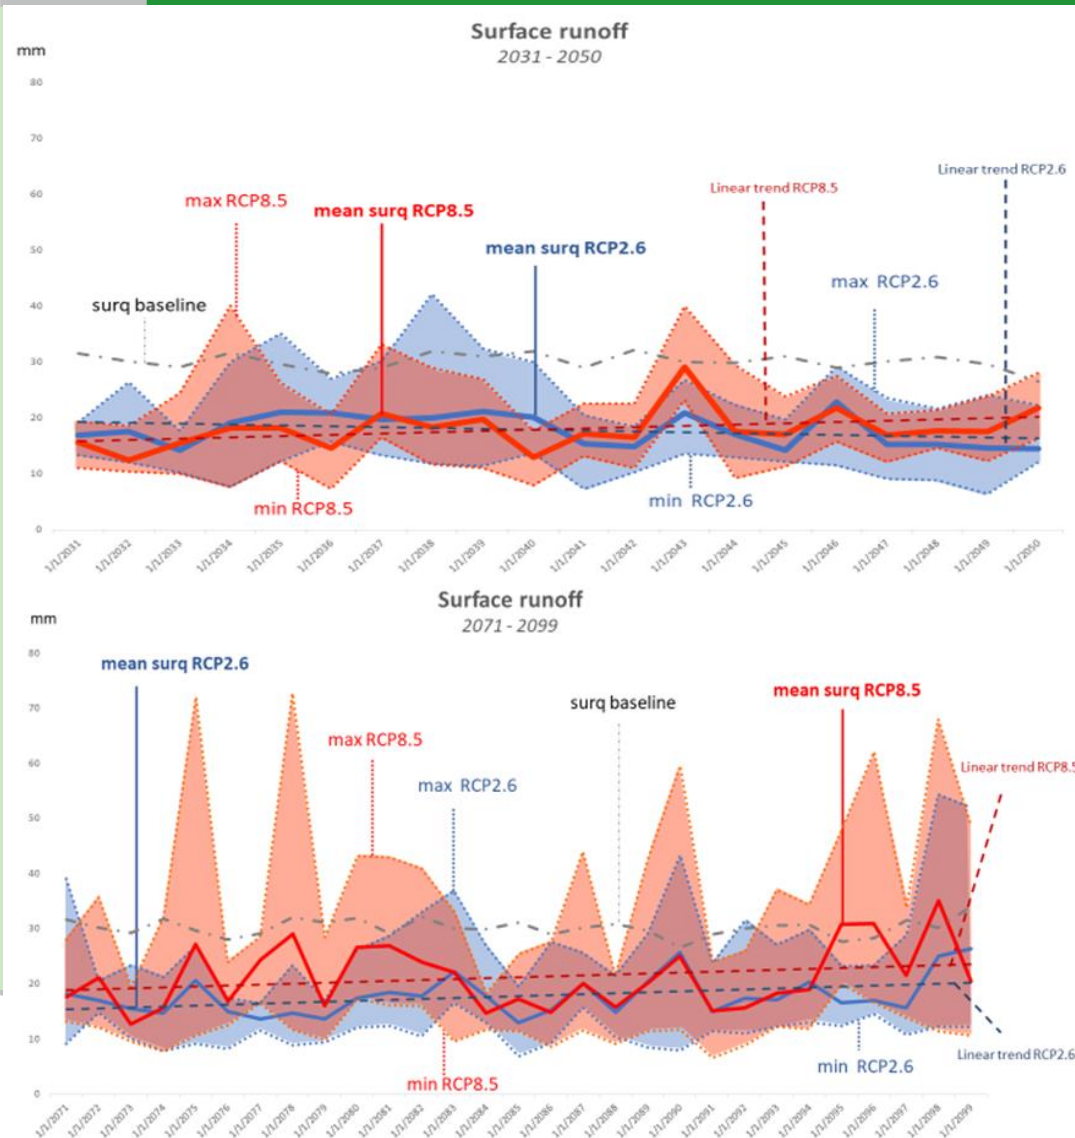 Surface runoff
2031 - 2050
mm
80
70
60
50
40
30
20
10
0
max RCP8.5
mean surq RCP8.5
Linear trend RCP8.5
Linear trend RCP2.6
mean surq RCP2.6
max RCP2.6
surq baseline
min RCP8.5
min RCP2.6
1/1/2031
1/1/2032
1/1/2033
1/1/2034
1/1/2035
1/1/2036
1/1/2037
1/1/2038
1/1/2039
1/1/2040
1/1/2041
1/1/2042
1/1/2043
1/1/2044
1/1/2045
1/1/2046
1/1/2047
1/1/2048
1/1/2049
1/1/2050
Surface runoff
2071 - 2099
mm
80
70
60
50
40
30
20
10
0
mean surq RCP2.6
surq baseline
mean surq RCP8.5
max RCP8.5
max RCP2.6
Linear trend RCP8.5
min RCP8.5
min RCP2.6
Linear trend RCP2.6
1/1/2071
1/1/2072
1/1/2073
1/1/2074
1/1/2075
1/1/2076
1/1/2077
1/1/2078
1/1/2079
1/1/2080
1/1/2081
1/1/2082
1/1/2083
1/1/2084
1/1/2085
1/1/2086
1/1/2087
1/1/2088
1/1/2089
1/1/2090
1/1/2091
1/1/2092
1/1/2093
1/1/2094
1/1/2095
1/1/2096
1/1/2097
1/1/2098
1/1/2099